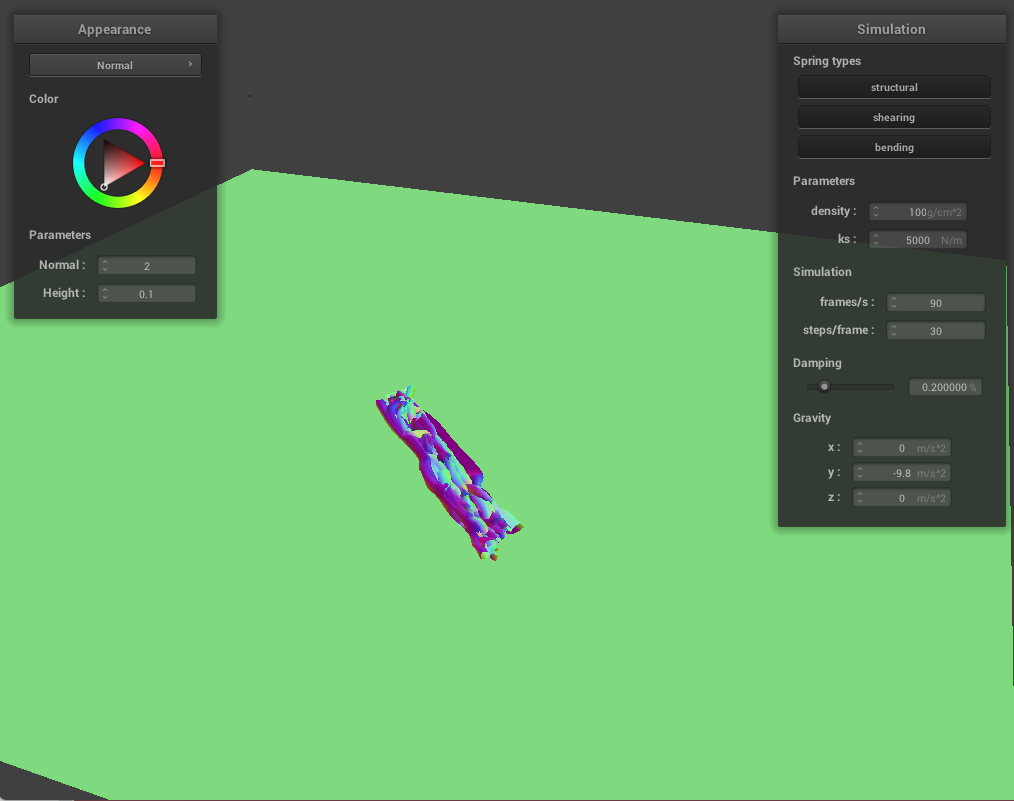 Appearance
Normal
Color
Parameters
Normal : 2
Height : 0.1
Simulation
Spring types
structural
shearing
bending
Parameters
density : 100g/cm^2
ks : 5000 N/m
Simulation
frames/s : 90
steps/frame : 30
Damping
0.200000 %
Gravity
x : 0 m/s^2
y : -9.8 m/s^2
z : 0 m/s^2